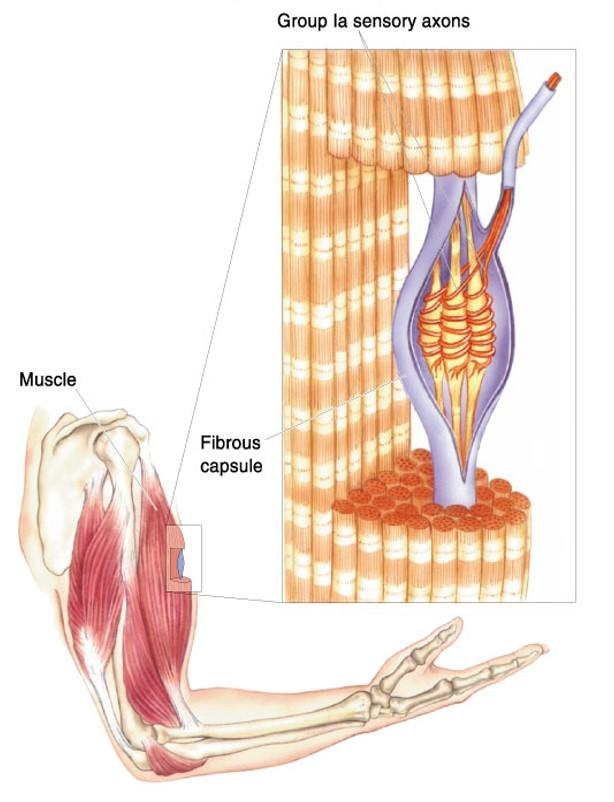 Group Ia sensory axons
Muscle
Fibrous
capsule